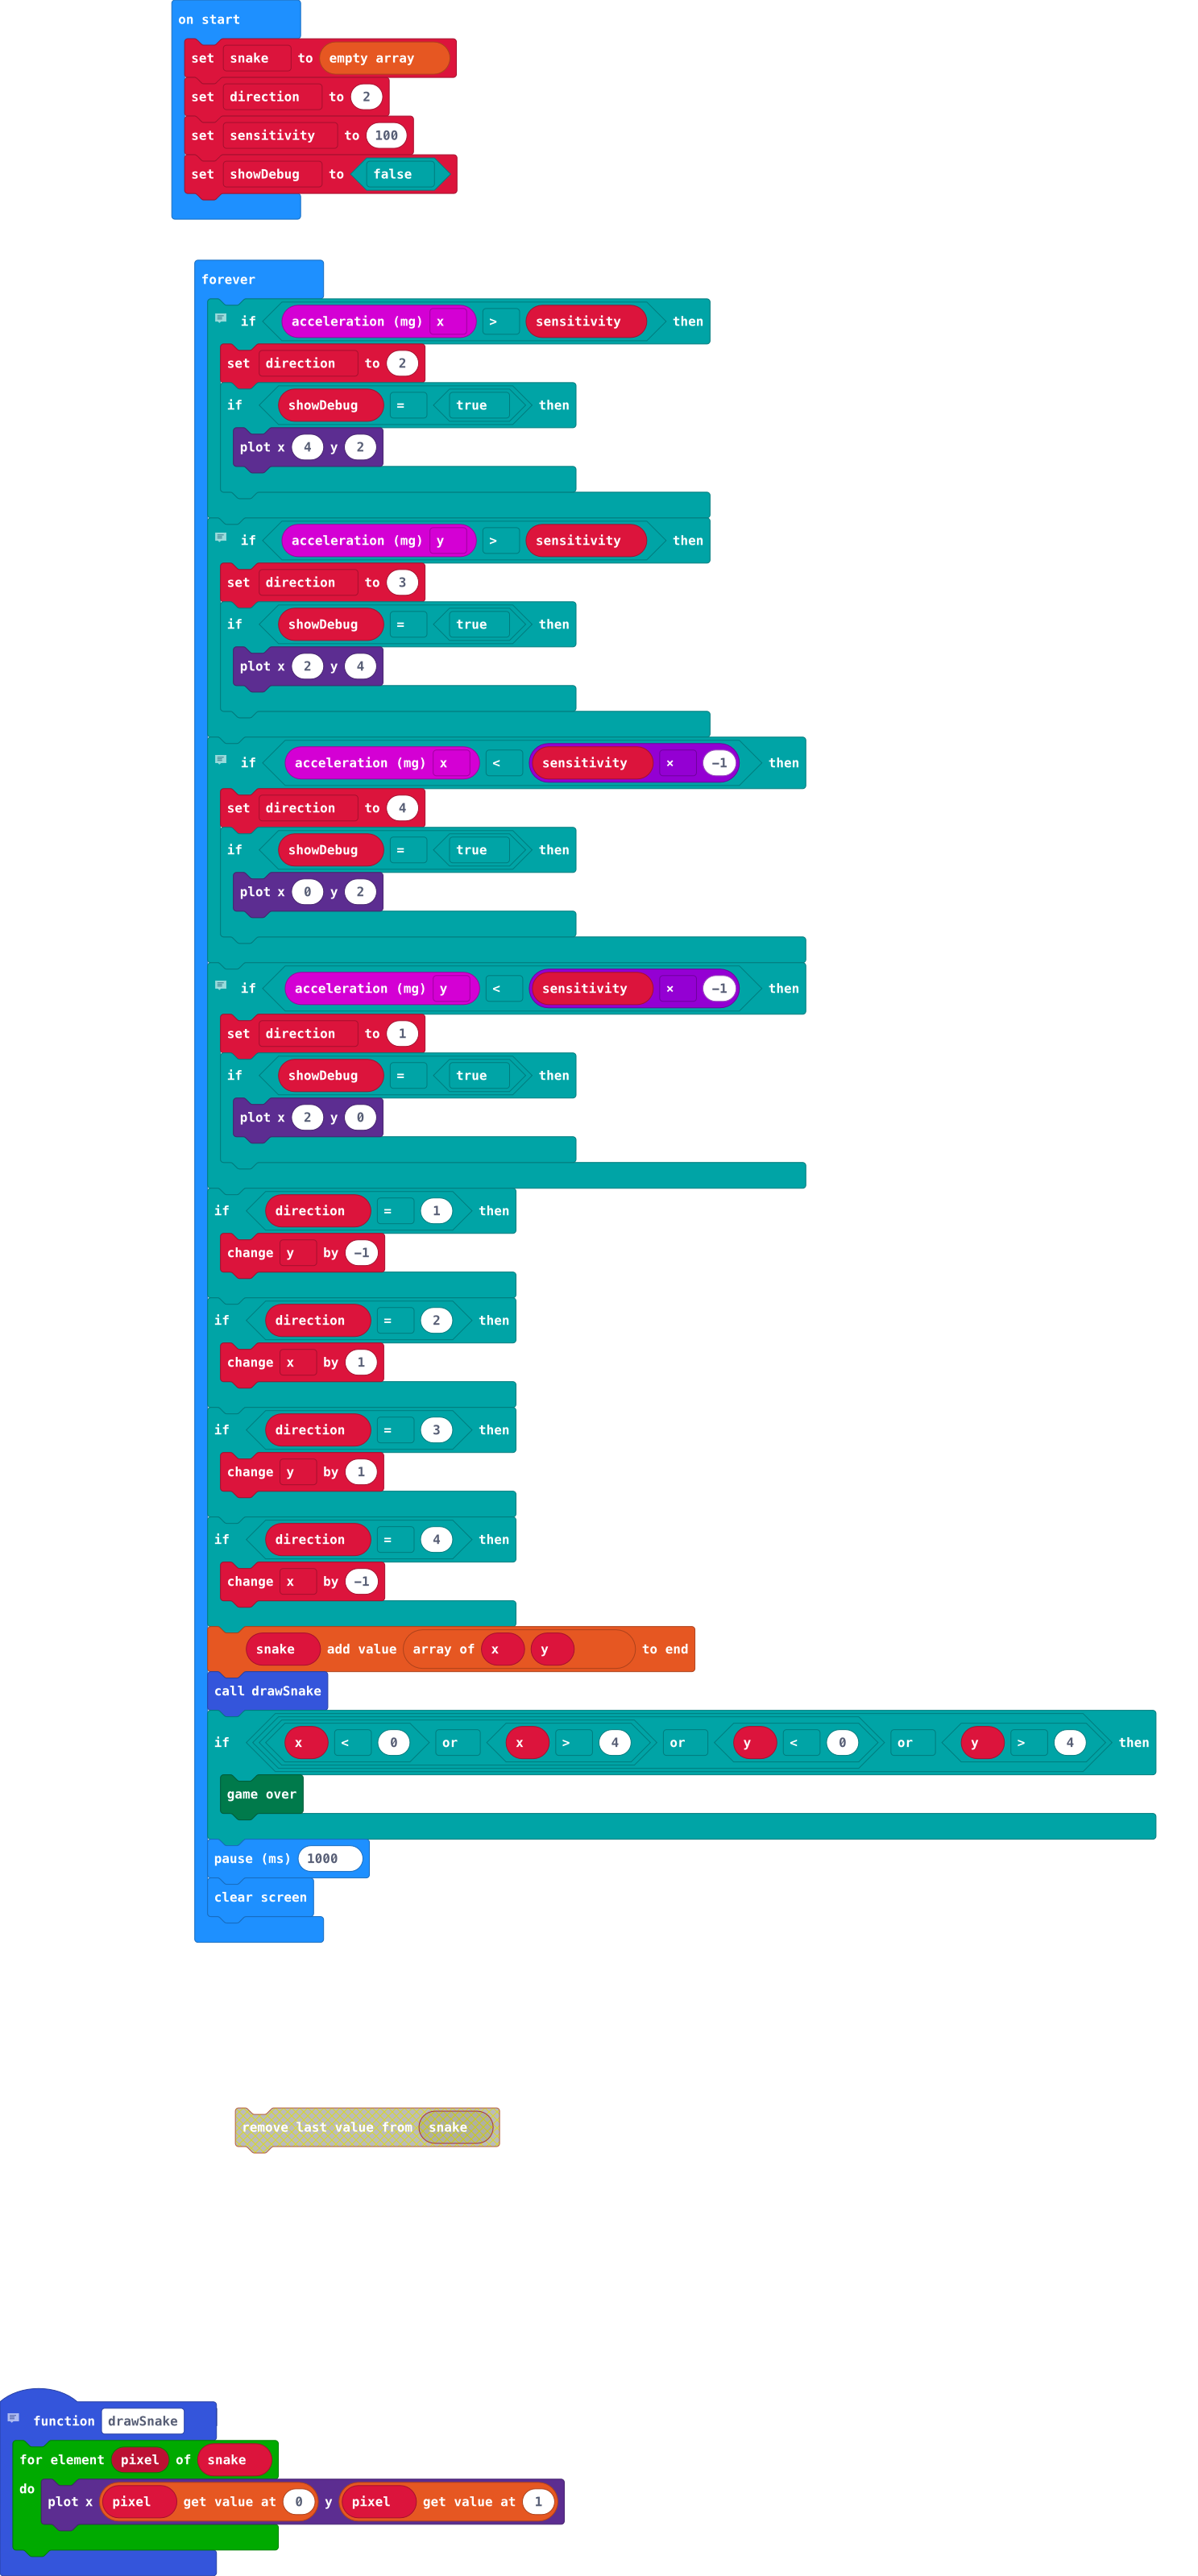 on start
set snake to empty array
set direction to 2
set sensitivity to 100
set showDebug to false
forever
if acceleration (mg) x > sensitivity then
set direction to 2
if showDebug = true then
plot x 4 y 2
if acceleration (mg) y > sensitivity then
set direction to 3
if showDebug = true then
plot x 2 y 4
if acceleration (mg) x < sensitivity × -1 then
set direction to 4
if showDebug = true then
plot x 0 y 2
if acceleration (mg) y < sensitivity × -1 then
set direction to 1
if showDebug = true then
plot x 2 y 0
if direction = 1 then
change y by -1
if direction = 2 then
change x by 1
if direction = 3 then
change y by 1
if direction = 4 then
change x by -1
snake add value array of x y to end
call drawSnake
if x < 0 or x > 4 or y < 0 or y > 4 then
game over
pause (ms) 1000
clear screen
remove last value from snake
function drawSnake
for element pixel of snake
do plot x pixel get value at 0 y pixel get value at 1